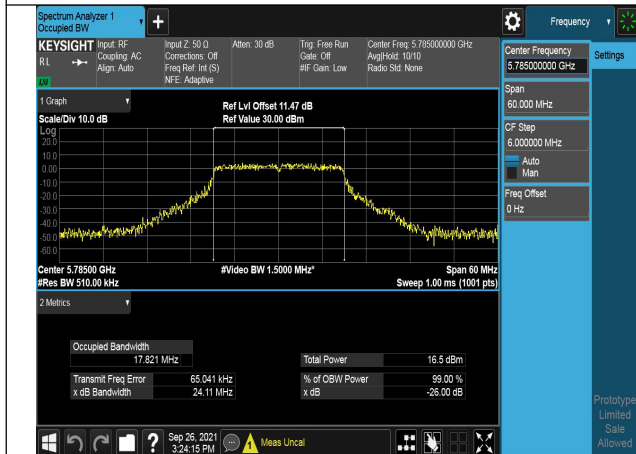 Spectrum Analyzer 1
Occupied BW
+
Frequency
KEYSIGHT
RL
LXI
Input: RF
Coupling: AC
Align: Auto
Input Z: 50 Ω
Corrections: Off
Freq Ref: Int (S)
NFE: Adaptive
Atten: 30 dB
Trig: Free Run
Gate: Off
#IF Gain: Low
Center Freq: 5.785000000 GHz
Avg|Hold: 10/10
Radio Std: None
1 Graph
Scale/Div 10.0 dB
Ref Lvl Offset 11.47 dB
Ref Value 30.00 dBm
Log
20.0
10.0
0.00
-10.0
-20.0
-30.0
-40.0
-50.0
-60.0
Center 5.78500 GHz
#Res BW 510.00 kHz
#Video BW 1.5000 MHz*
Span 60 MHz
Sweep 1.00 ms (1001 pts)
2 Metrics
Occupied Bandwidth
17.821 MHz
Total Power 16.5 dBm
Transmit Freq Error 65.041 kHz
% of OBW Power 99.00 %
x dB Bandwidth 24.11 MHz
x dB -26.00 dB
Center Frequency
5.785000000 GHz
Settings
Span
60.000 MHz
CF Step
6.000000 MHz
Auto
Man
Freq Offset
0 Hz
Prototype
Limited
Sale
Allowed
?
Sep 26, 2021
3:24:15 PM
Meas Uncal